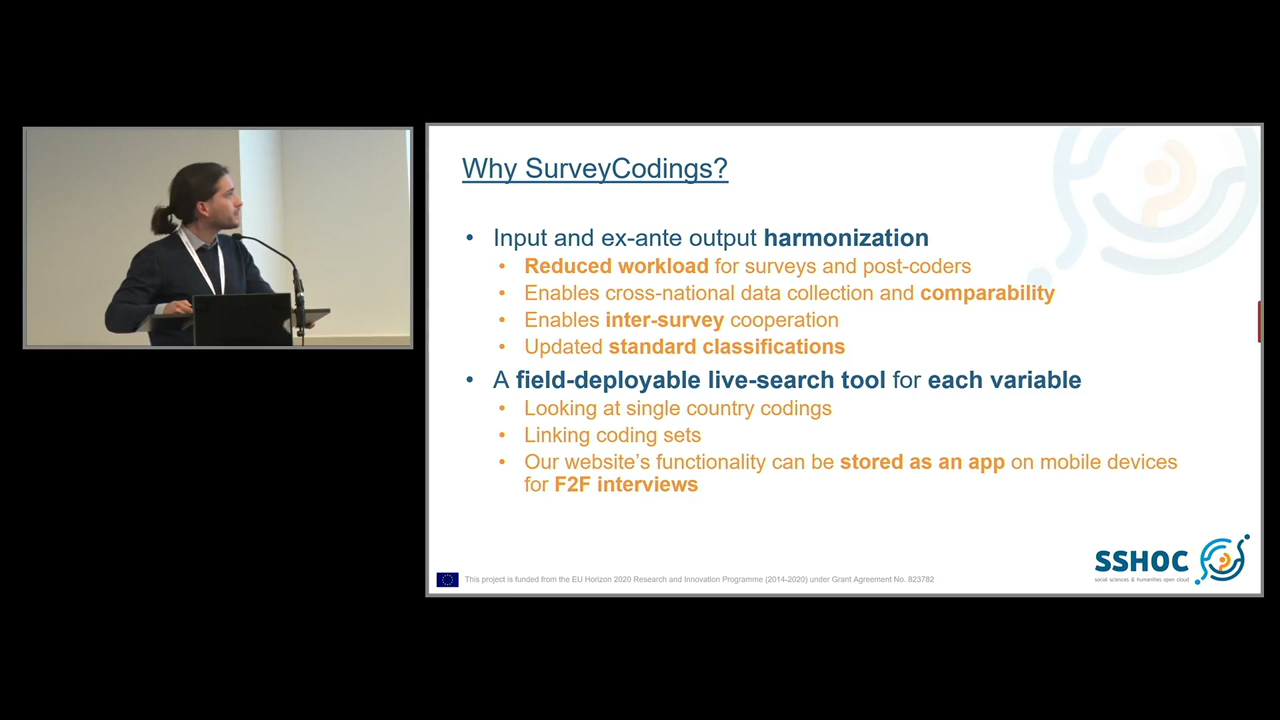 Why SurveyCodings?
• Input and ex-ante output harmonization
• Reduced workload for surveys and post-coders
• Enables cross-national data collection and comparability
• Enables inter-survey cooperation
• Updated standard classifications
• A field-deployable live-search tool for each variable
• Looking at single country codings
• Linking coding sets
• Our website's functionality can be stored as an app on mobile devices
for F2F interviews
This project is funded from the EU Horizon 2020 Research and Innovation Programme (2014-2020) under Grant Agreement No. 823782
SSHOC
social sciences & humanities open cloud